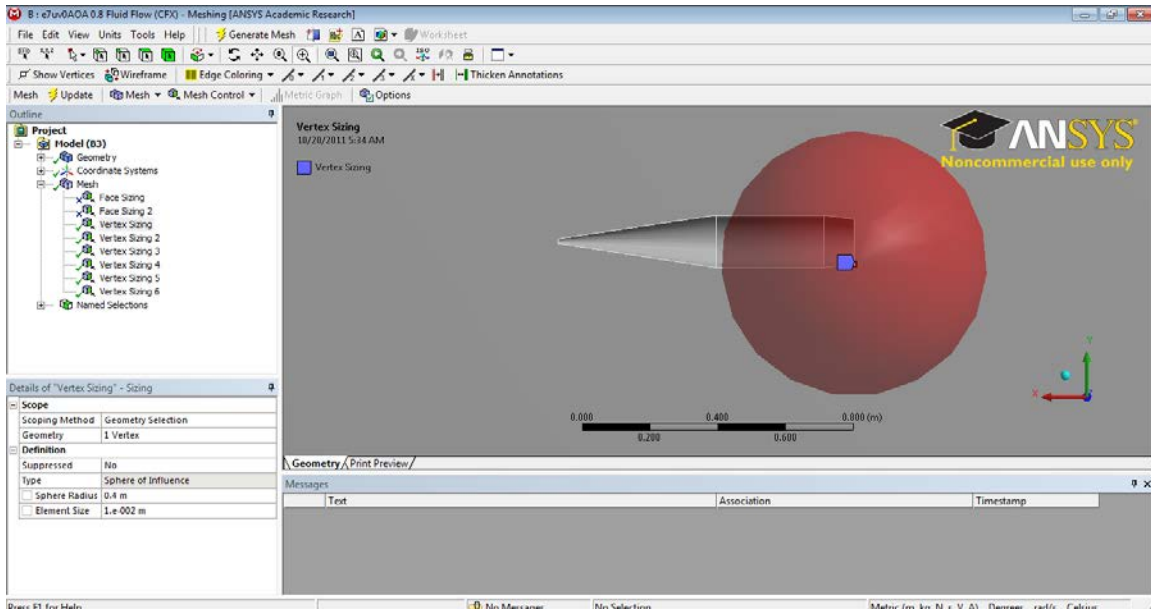 B : e7uv0AOA 0.8 Fluid Flow (CFX) - Meshing [ANSYS Academic Research]
File Edit View Units Tools Help Generate Mesh Worksheet
Show Vertices Wireframe Edge Coloring Thicken Annotations
Mesh Update Mesh Mesh Control Metric Graph Options
Outline
Project
Model (B3)
Geometry
Coordinate Systems
Mesh
Face Sizing
Face Sizing 2
Vertex Sizing
Vertex Sizing 2
Vertex Sizing 3
Vertex Sizing 4
Vertex Sizing 5
Vertex Sizing 6
Named Selections
Vertex Sizing
10/20/2011 5:34 AM
Vertex Sizing
ANSYS
Noncommercial use only
Y
X
0.000 0.400 0.800 (m)
0.200 0.600
Details of "Vertex Sizing" - Sizing
Scope
Scoping Method Geometry Selection
Geometry 1 Vertex
Definition
Suppressed No
Type Sphere of Influence
Sphere Radius 0.4 m
Element Size 1.e-002 m
Geometry Print Preview
Messages
Text Association Timestamp
Press F1 for Help No Messages No Selection Metric (m, kg, N, s, V, A) Degrees rad/s Celsius